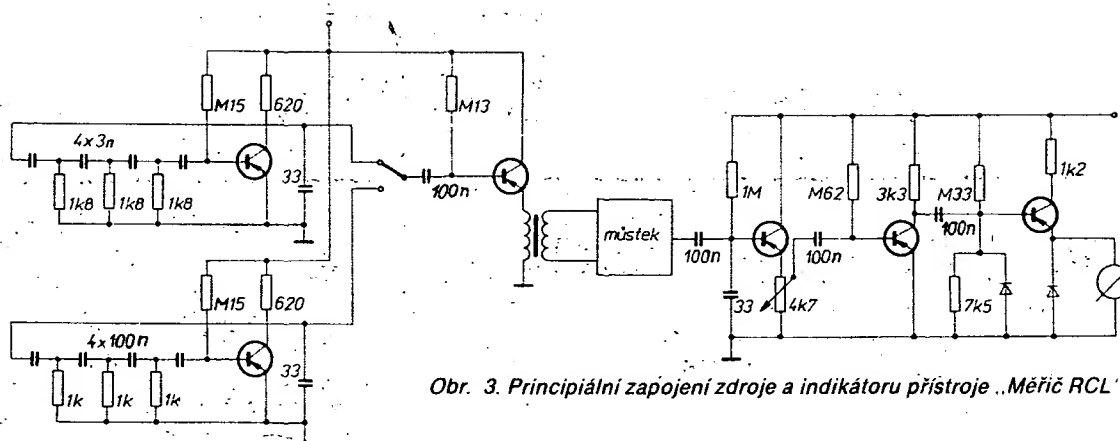 M15
620
M13
4x3n
33
1k8
1k8
1k8
100n
M15
620
4x100n
33
1k
1k
1k
můstek
100n
1M
33
4k7
100n
M62
3k3
M33
100n
7k5
1k2
Obr. 3. Principiální zapojení zdroje a indikátoru přístroje „Měřič RCL"